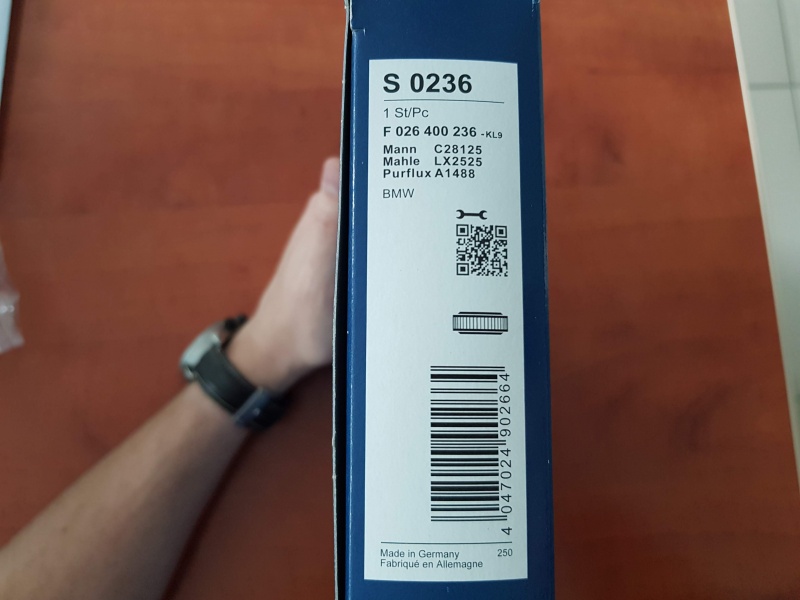 S 0236
1 St/Pc
F 026 400 236 -KL9
Mann C28125
Mahle LX2525
Purflux A1488
BMW
4 047024 902664
Made in Germany 250
Fabriqué en Allemagne